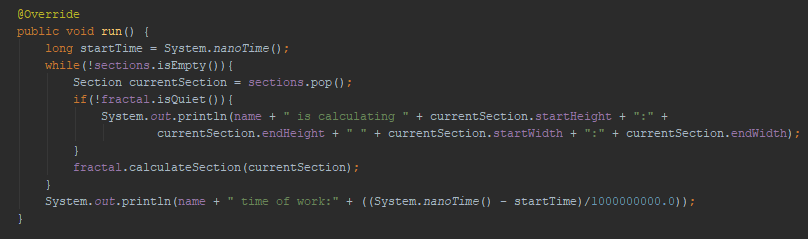 @Override
public void run() {
    long startTime = System.nanoTime();
    while(!sections.isEmpty()){
        Section currentSection = sections.pop();
        if(!fractal.isQuiet()){
            System.out.println(name + " is calculating " + currentSection.startHeight + ":" +
                    currentSection.endHeight + " " + currentSection.startWidth + ":" + currentSection.endWidth);
        }
        fractal.calculateSection(currentSection);
    }
    System.out.println(name + " time of work:" + ((System.nanoTime() - startTime)/1000000000.0));
}